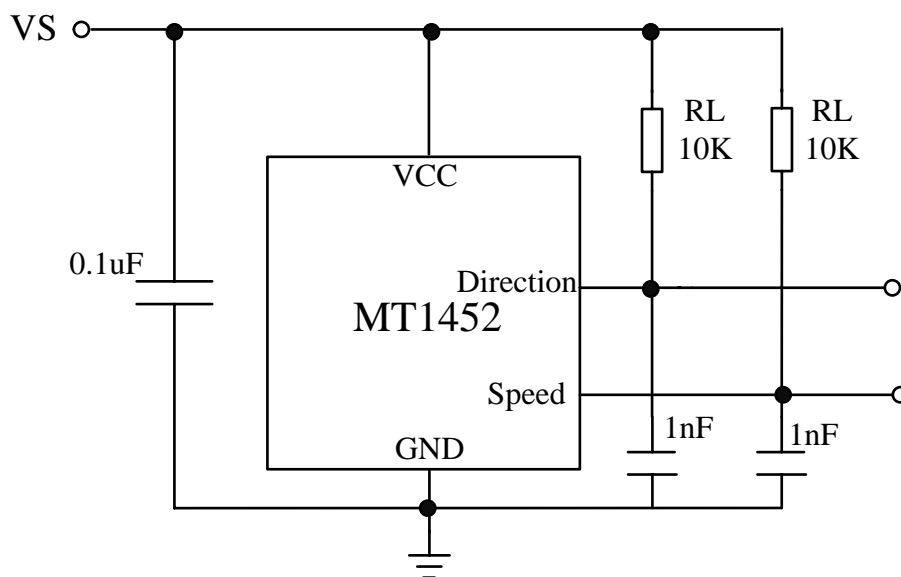 VS
RL
10K
RL
10K
VCC
0.1uF
Direction
MT1452
Speed
1nF
1nF
GND